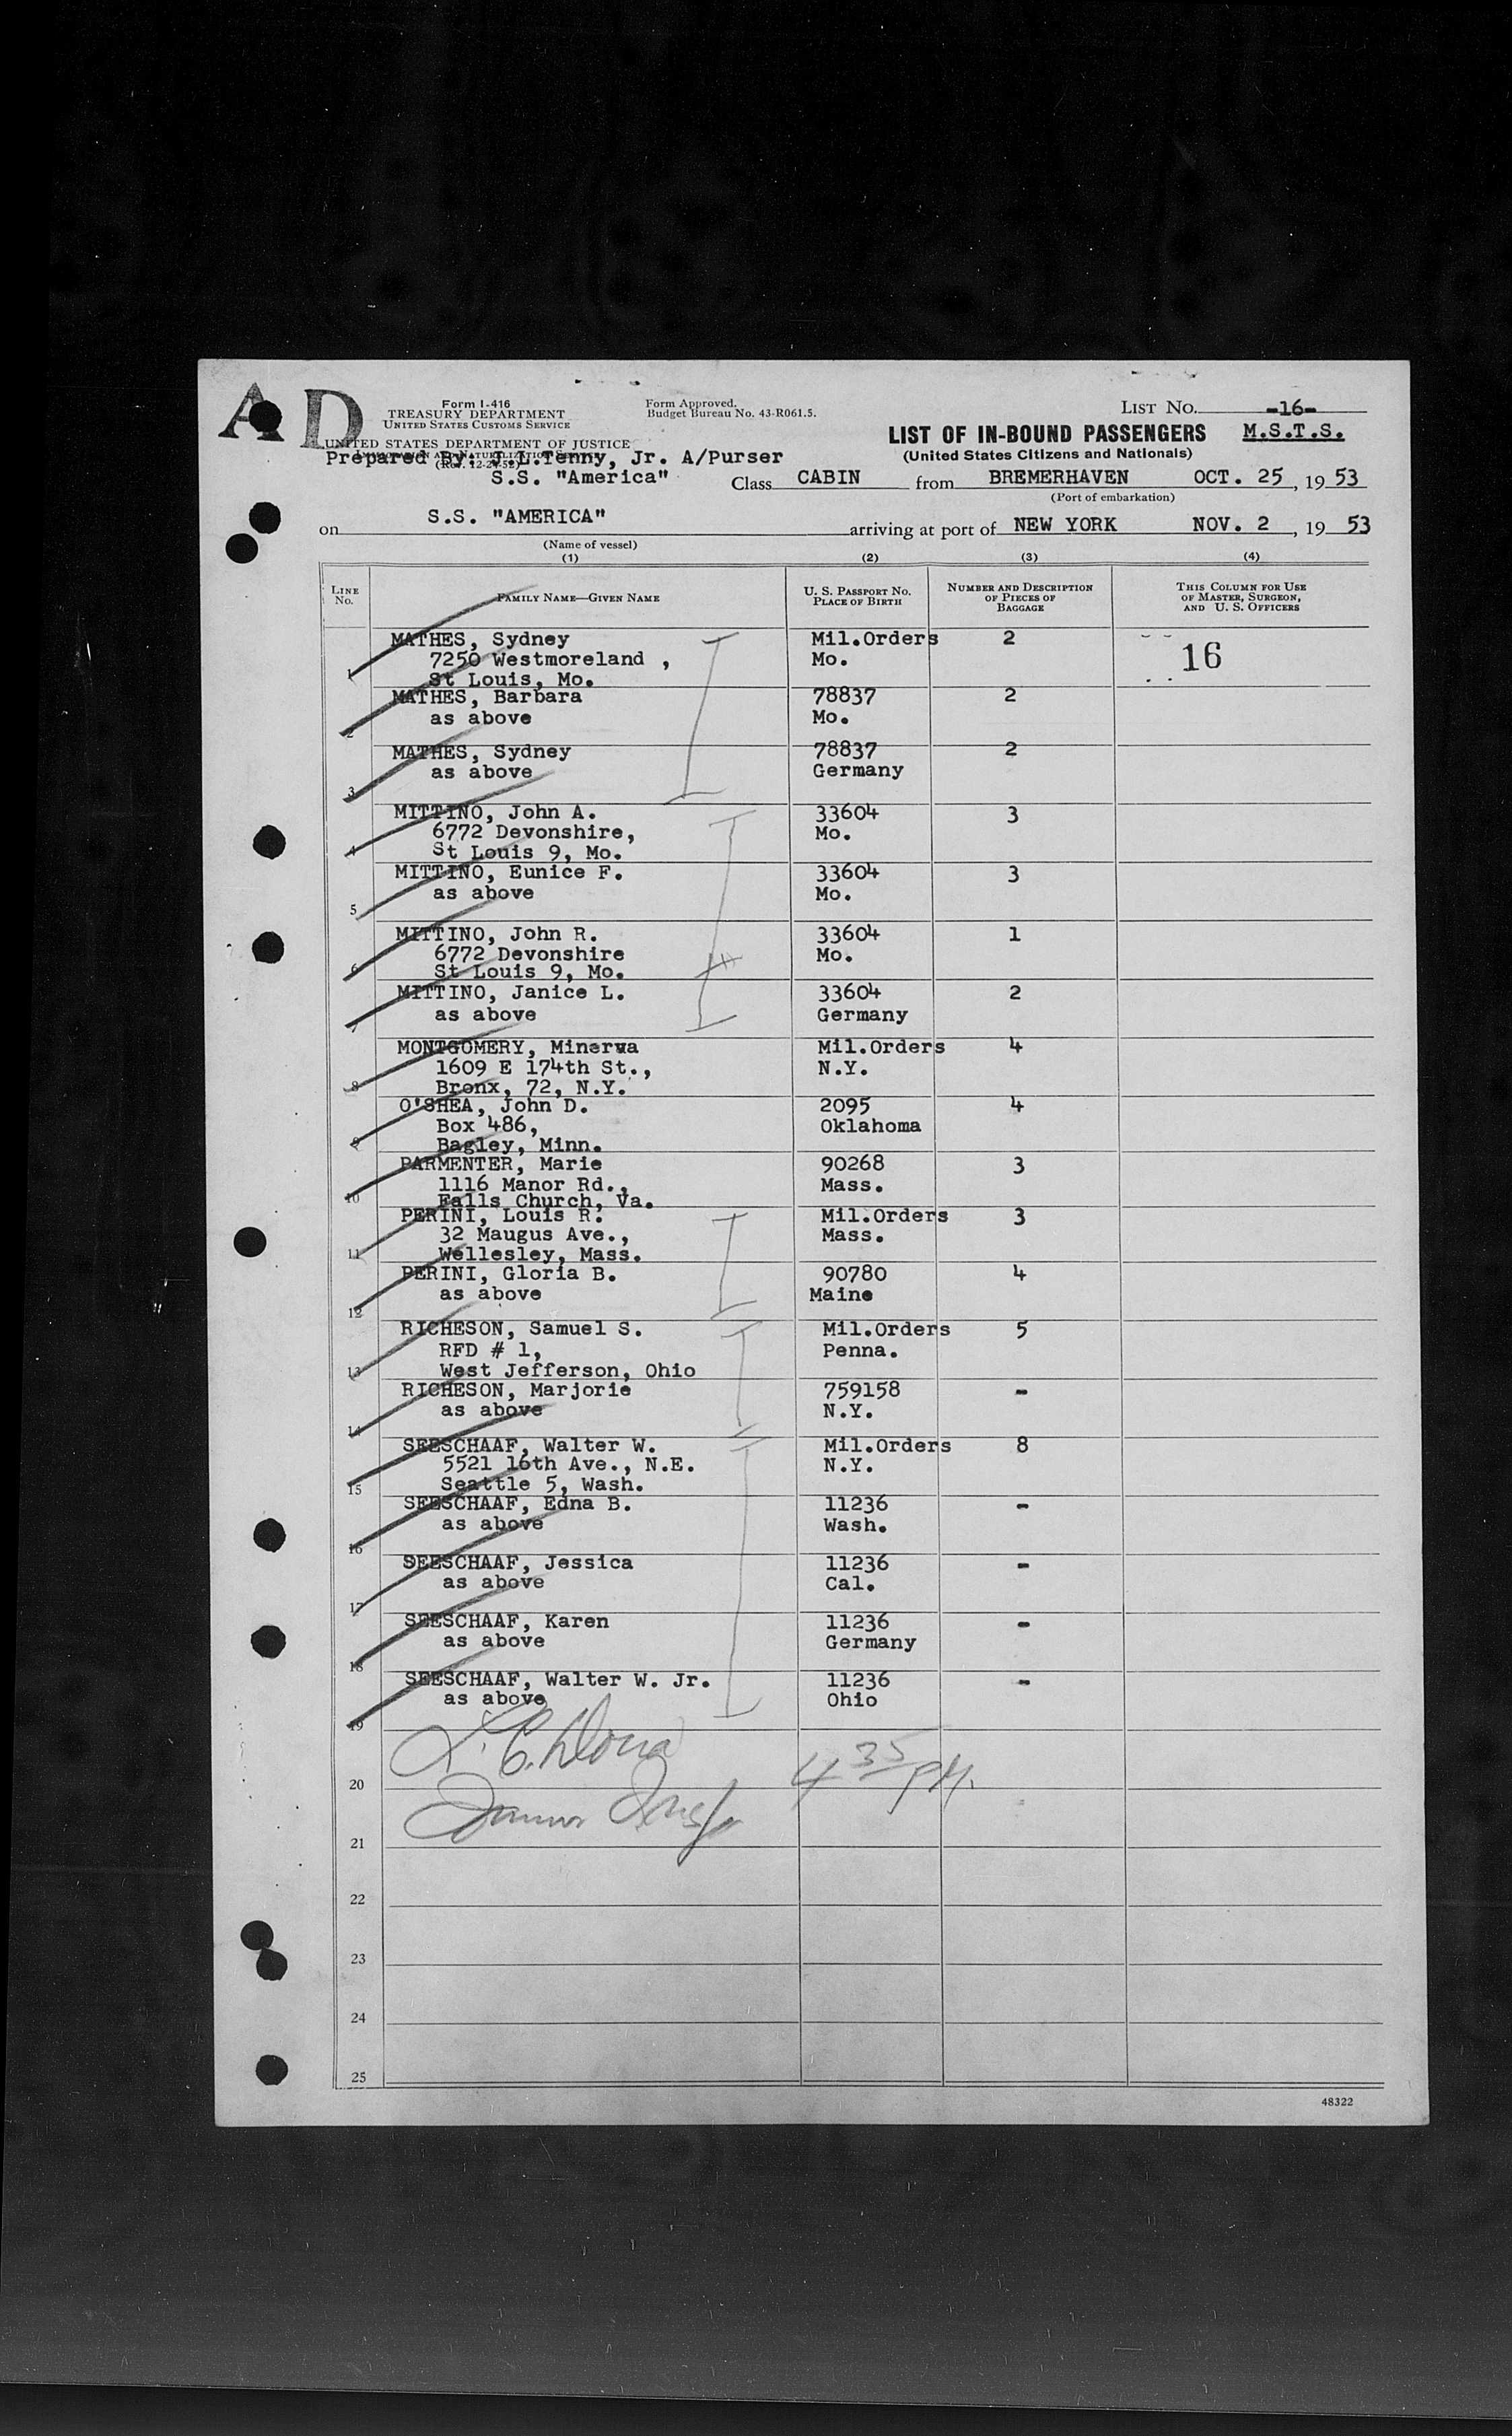 A D
Form I-416
TREASURY DEPARTMENT
UNITED STATES CUSTOMS SERVICE
UNITED STATES DEPARTMENT OF JUSTICE
Form Approved.
Budget Bureau No. 43-R061.5.
LIST NO. -16-
LIST OF IN-BOUND PASSENGERS M.S.T.S.
(United States Citizens and Nationals)
Prepared By: J.L.Tenny, Jr. A/Purser
S.S. "America"
Class CABIN from BREMERHAVEN OCT. 25, 19 53
(Port of embarkation)
on S.S. "AMERICA" arriving at port of NEW YORK NOV. 2, 19 53
(Name of vessel)
(1) (2) (3) (4)
LINE NO. FAMILY NAME—GIVEN NAME U. S. PASSPORT NO. PLACE OF BIRTH NUMBER AND DESCRIPTION OF PIECES OF BAGGAGE THIS COLUMN FOR USE OF MASTER, SURGEON, AND U. S. OFFICERS
MATHES, Sydney Mil.Orders 2
7250 Westmoreland , Mo. 16
1 St Louis, Mo.
MATHES, Barbara 78837 2
2 as above Mo.
MATHES, Sydney 78837 2
3 as above Germany
MITTINO, John A. 33604 3
6772 Devonshire, Mo.
4 St Louis 9, Mo.
MITTINO, Eunice F. 33604 3
5 as above Mo.
MITTINO, John R. 33604 1
6772 Devonshire Mo.
6 St Louis 9, Mo.
MITTINO, Janice L. 33604 2
7 as above Germany
MONTGOMERY, Minerva Mil.Orders 4
1609 E 174th St., N.Y.
8 Bronx, 72, N.Y.
O'SHEA, John D. 2095 4
Box 486, Oklahoma
9 Bagley, Minn.
PARMENTER, Marie 90268 3
1116 Manor Rd., Mass.
10 Falls Church, Va.
PERINI, Louis R. Mil.Orders 3
32 Maugus Ave., Mass.
11 Wellesley, Mass.
PERINI, Gloria B. 90780 4
12 as above Maine
RICHESON, Samuel S. Mil.Orders 5
RFD # 1, Penna.
13 West Jefferson, Ohio
RICHESON, Marjorie 759158 -
14 as above N.Y.
SEESCHAAF, Walter W. Mil.Orders 8
5521 16th Ave., N.E. N.Y.
15 Seattle 5, Wash.
SEESCHAAF, Edna B. 11236 -
16 as above Wash.
SEESCHAAF, Jessica 11236 -
17 as above Cal.
SEESCHAAF, Karen 11236 -
18 as above Germany
SEESCHAAF, Walter W. Jr. 11236 -
19 as above Ohio
20 4 35 PM.
21
22
23
24
25
48322